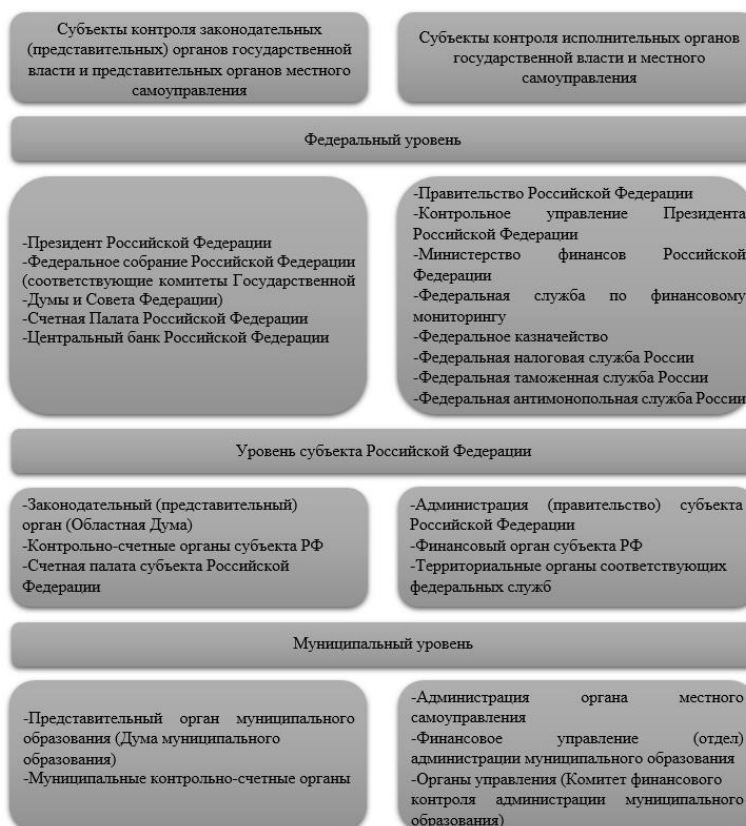 Субъекты контроля законодательных
(представительных) органов государственной
власти и представительных органов местного
самоуправления
Субъекты контроля исполнительных органов
государственной власти и местного
самоуправления
Федеральный уровень
-Президент Российской Федерации
-Федеральное собрание Российской Федерации
(соответствующие комитеты Государственной
-Думы и Совета Федерации)
-Счетная Палата Российской Федерации
-Центральный банк Российской Федерации
-Правительство Российской Федерации
-Контрольное управление Президента
Российской Федерации
-Министерство финансов Российской
Федерации
-Федеральная служба по финансовому
мониторингу
-Федеральное казначейство
-Федеральная налоговая служба России
-Федеральная таможенная служба России
-Федеральная антимонопольная служба России
Уровень субъекта Российской Федерации
-Законодательный (представительный)
орган (Областная Дума)
-Контрольно-счетные органы субъекта РФ
-Счетная палата субъекта Российской
Федерации
-Администрация (правительство) субъекта
Российской Федерации
-Финансовый орган субъекта РФ
-Территориальные органы соответствующих
федеральных служб
Муниципальный уровень
-Представительный орган муниципального
образования (Дума муниципального
образования)
-Муниципальные контрольно-счетные органы
-Администрация органа местного
самоуправления
-Финансовое управление (отдел)
администрации муниципального образования
-Органы управления (Комитет финансового
контроля администрации муниципального
образования)